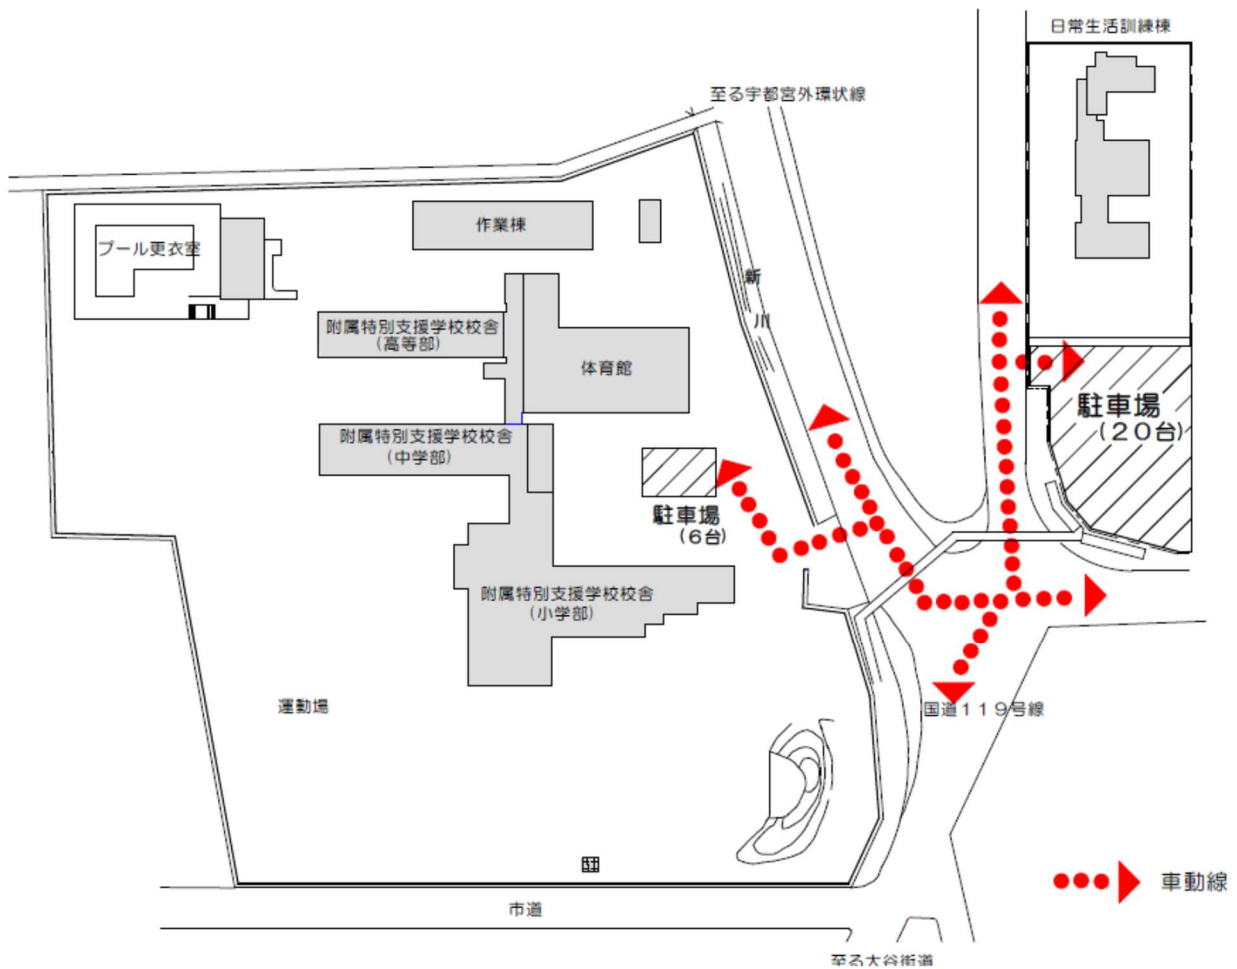 日常生活訓練棟
至る宇都宮外環状線
作業棟
プール更衣室
新
川
附属特別支援学校校舎
(高等部)
体育館
駐車場
(20台)
附属特別支援学校校舎
(中学部)
駐車場
(6台)
附属特別支援学校校舎
(小学部)
運動場
国道119号線
車動線
市道
至る大谷街道